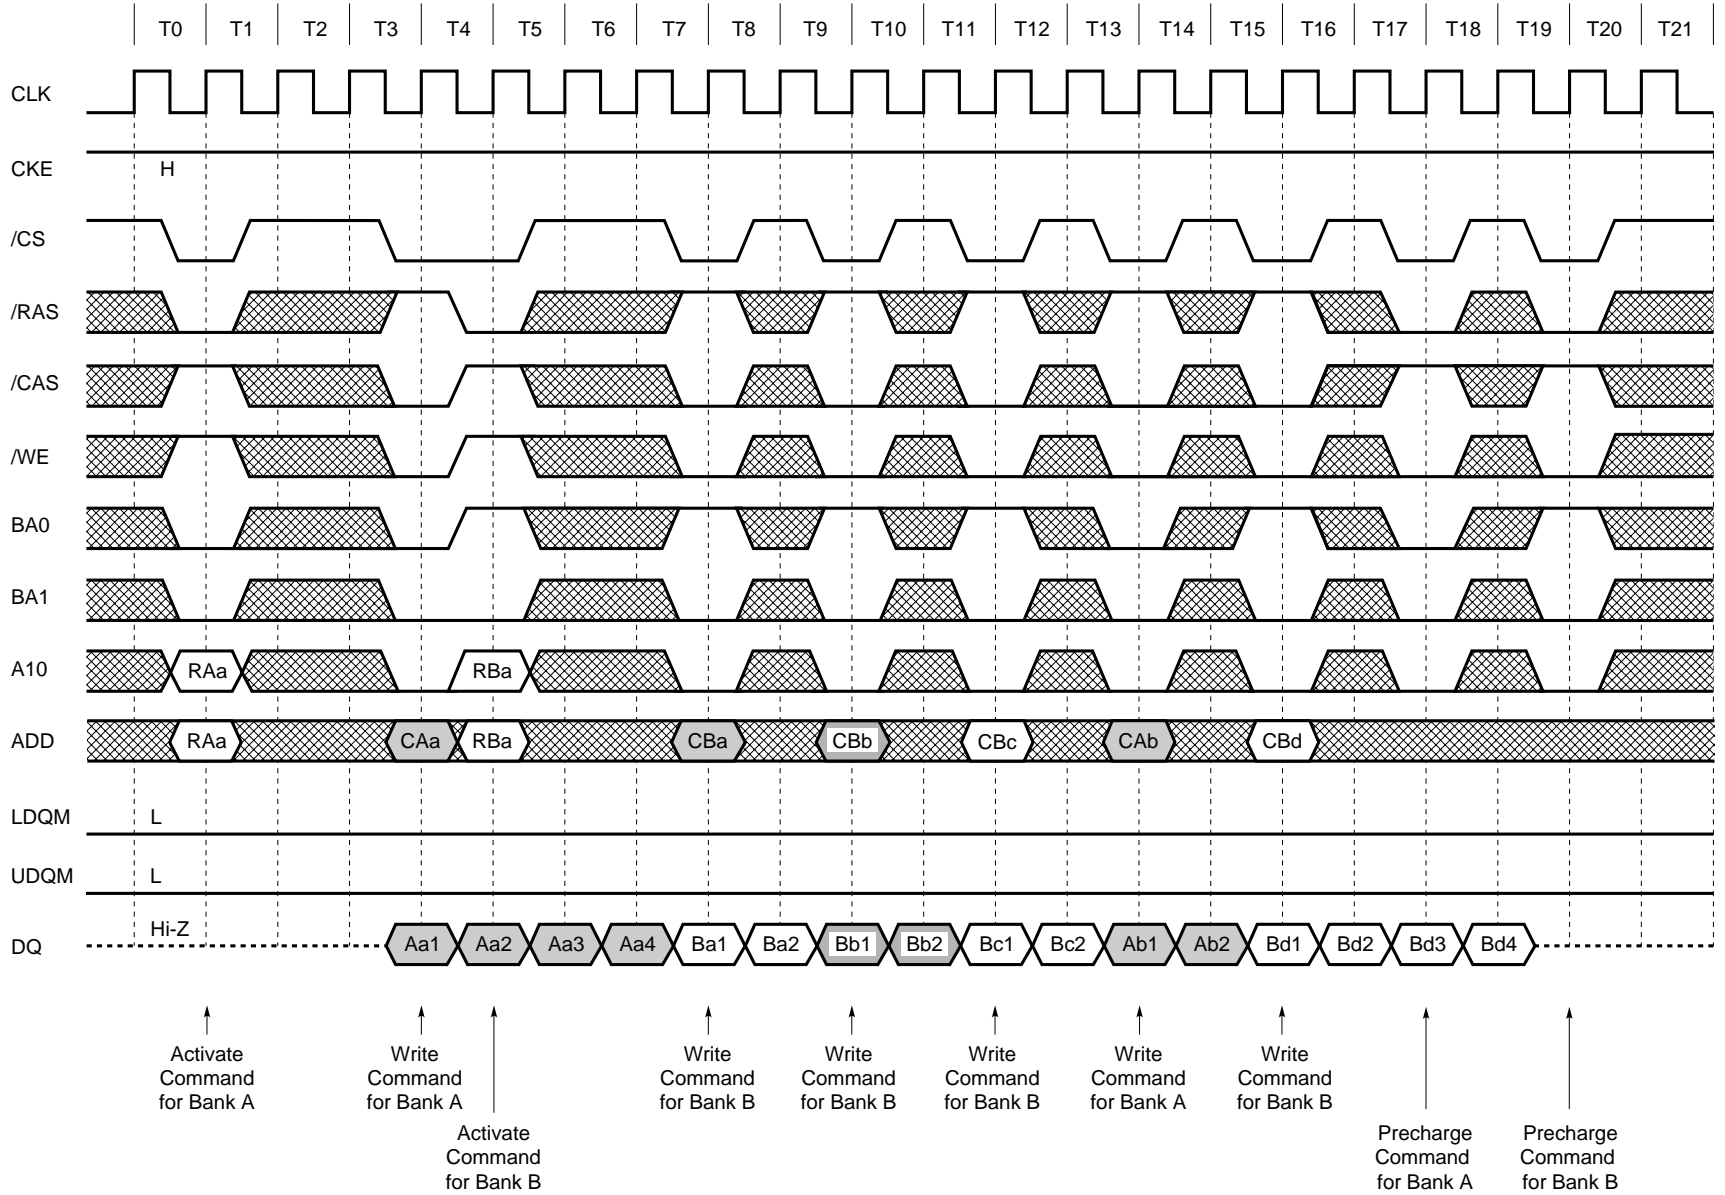 T0 T1 T2 T3 T4 T5 T6 T7 T8 T9 T10 T11 T12 T13 T14 T15 T16 T17 T18 T19 T20 T21
CLK
CKE H
/CS
/RAS
/CAS
/WE
BA0
BA1
A10 RAa RBa
ADD RAa CAa RBa CBa CBb CBc CAb CBd
LDQM L
UDQM L
DQ Hi-Z Aa1 Aa2 Aa3 Aa4 Ba1 Ba2 Bb1 Bb2 Bc1 Bc2 Ab1 Ab2 Bd1 Bd2 Bd3 Bd4
Activate
Command
for Bank A
Write
Command
for Bank A
Activate
Command
for Bank B
Write
Command
for Bank B
Write
Command
for Bank B
Write
Command
for Bank B
Write
Command
for Bank A
Write
Command
for Bank B
Precharge
Command
for Bank A
Precharge
Command
for Bank B